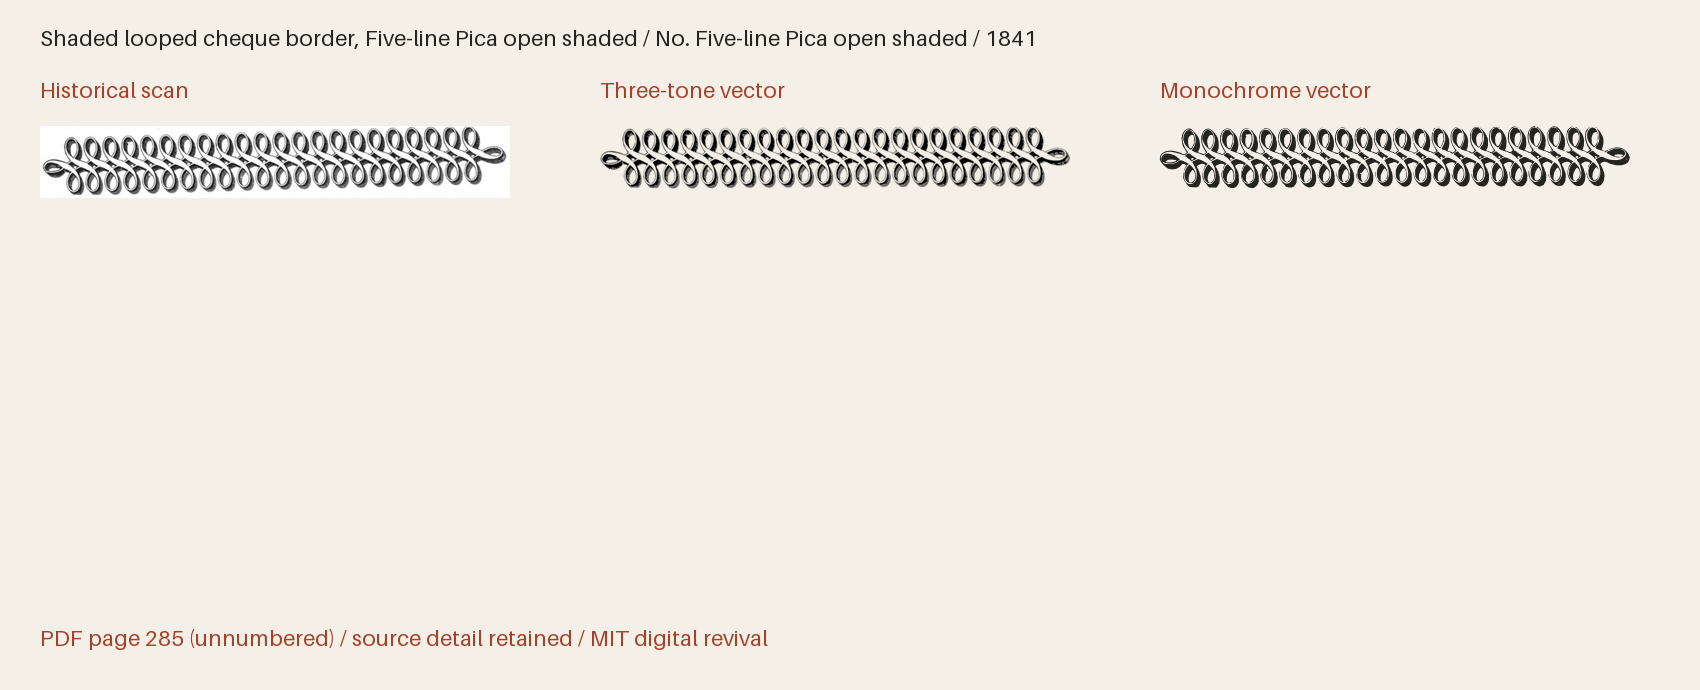 Shaded looped cheque border, Five-line Pica open shaded / No. Five-line Pica open shaded / 1841
Historical scan
Three-tone vector
Monochrome vector
PDF page 285 (unnumbered) / source detail retained / MIT digital revival